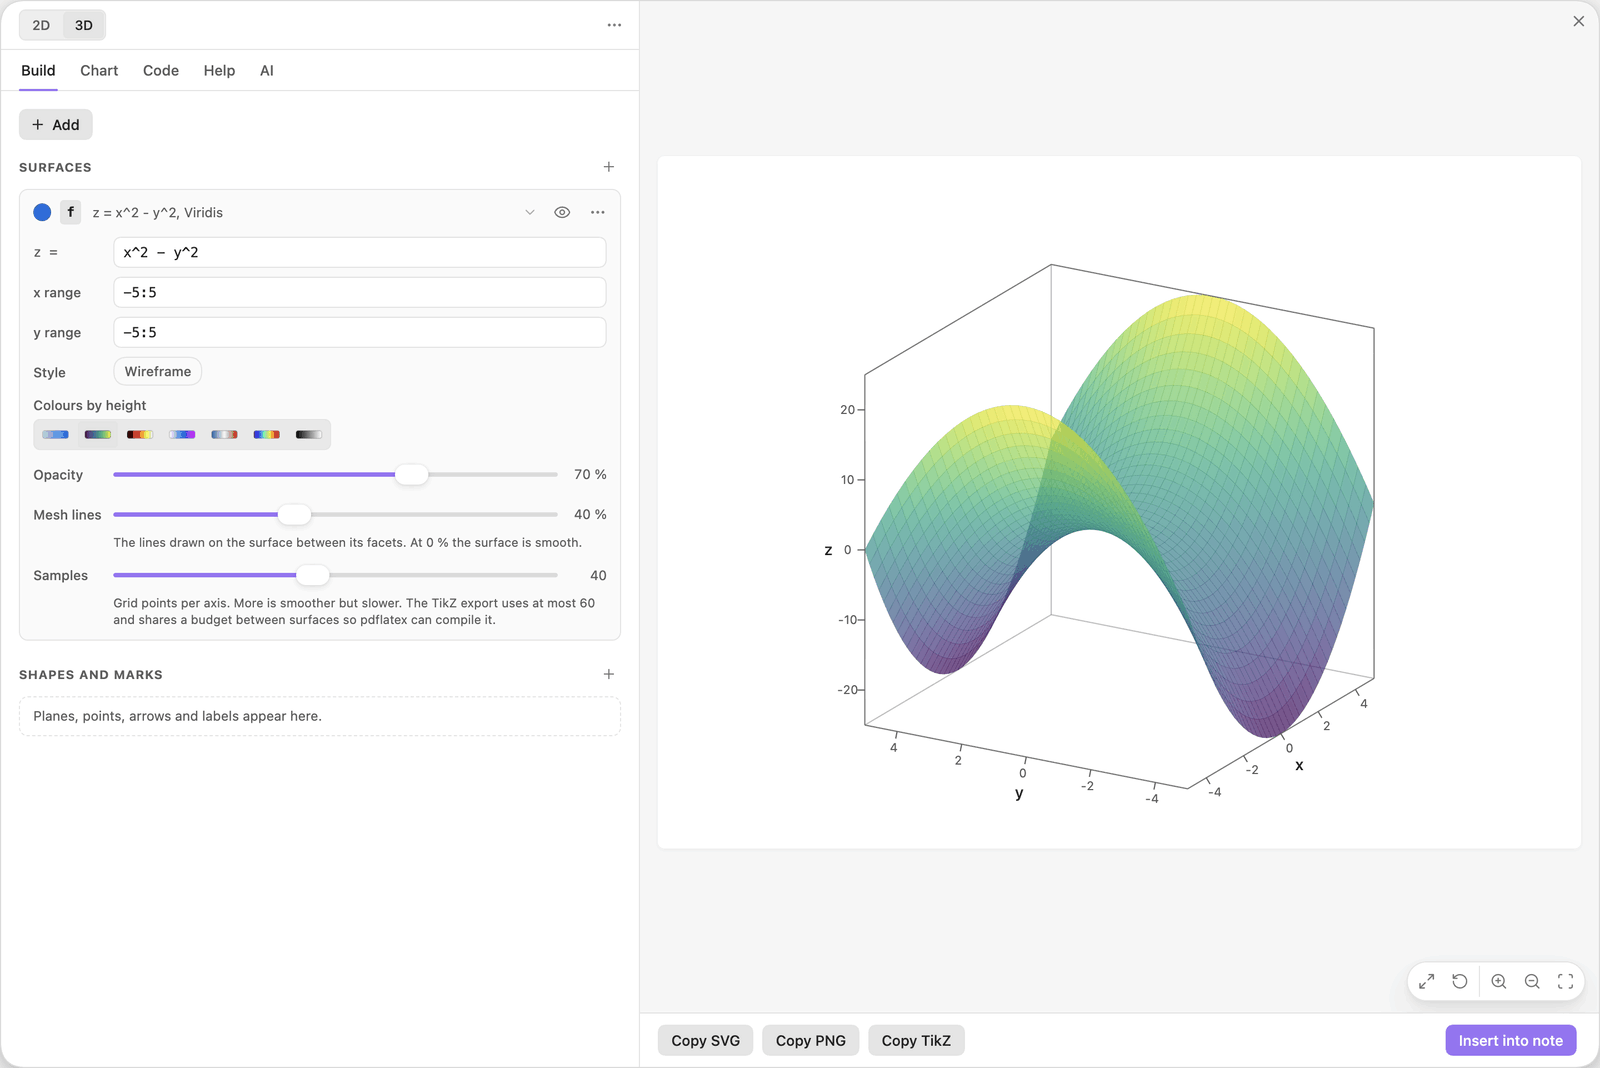 2D 3D
Build Chart Code Help AI
+ Add
SURFACES
f z = x^2 - y^2, Viridis
z = x^2 − y^2
x range −5:5
y range −5:5
Style Wireframe
Colours by height
Opacity 70 %
Mesh lines 40 %
The lines drawn on the surface between its facets. At 0 % the surface is smooth.
Samples 40
Grid points per axis. More is smoother but slower. The TikZ export uses at most 60
and shares a budget between surfaces so pdflatex can compile it.
SHAPES AND MARKS
Planes, points, arrows and labels appear here.
20
10
z 0
-10
-20
4
2
0
-2
-4
y
-4
-2
0
2
4
x
Copy SVG Copy PNG Copy TikZ Insert into note